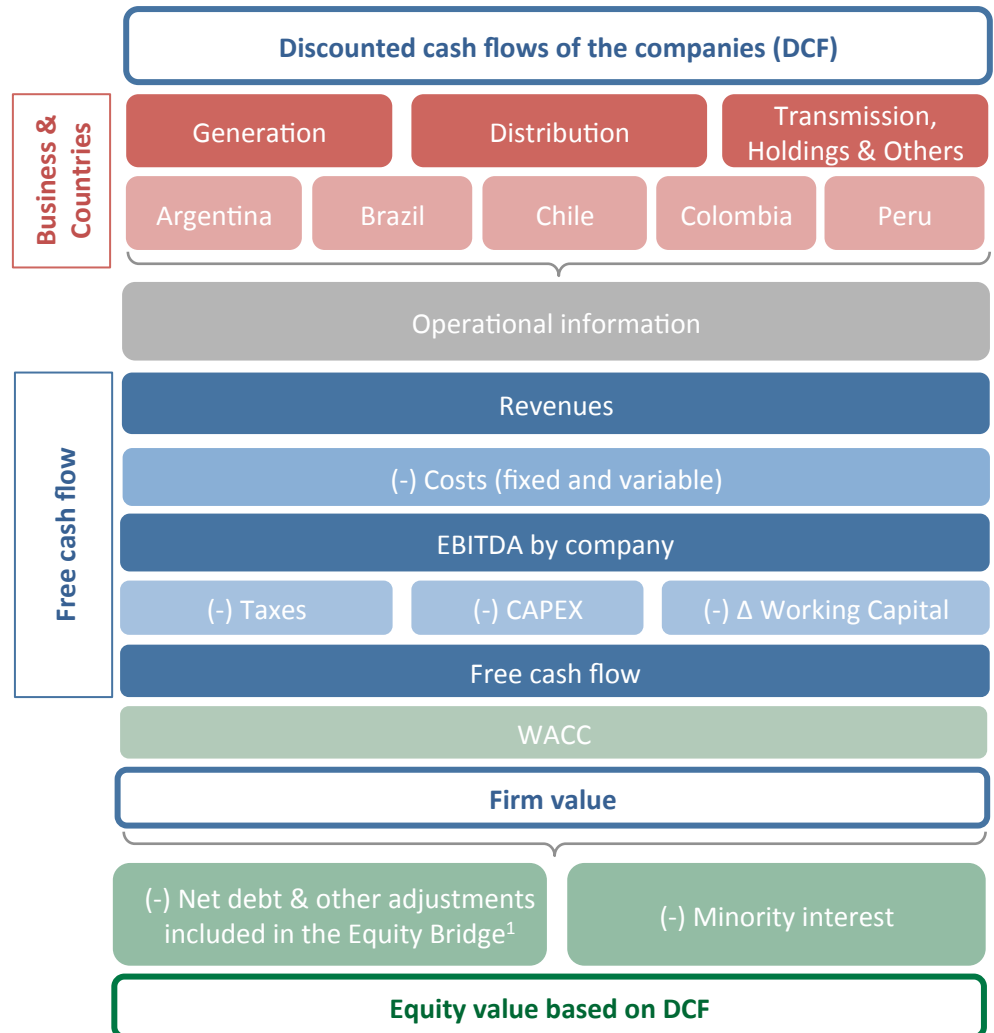 Discounted cash flows of the companies (DCF)
Business &
Countries
Generation
Distribution
Transmission,
Holdings & Others
Argentina
Brazil
Chile
Colombia
Peru
Operational information
Free cash flow
Revenues
(-) Costs (fixed and variable)
EBITDA by company
(-) Taxes
(-) CAPEX
(-) Δ Working Capital
Free cash flow
WACC
Firm value
(-) Net debt & other adjustments
included in the Equity Bridge¹
(-) Minority interest
Equity value based on DCF